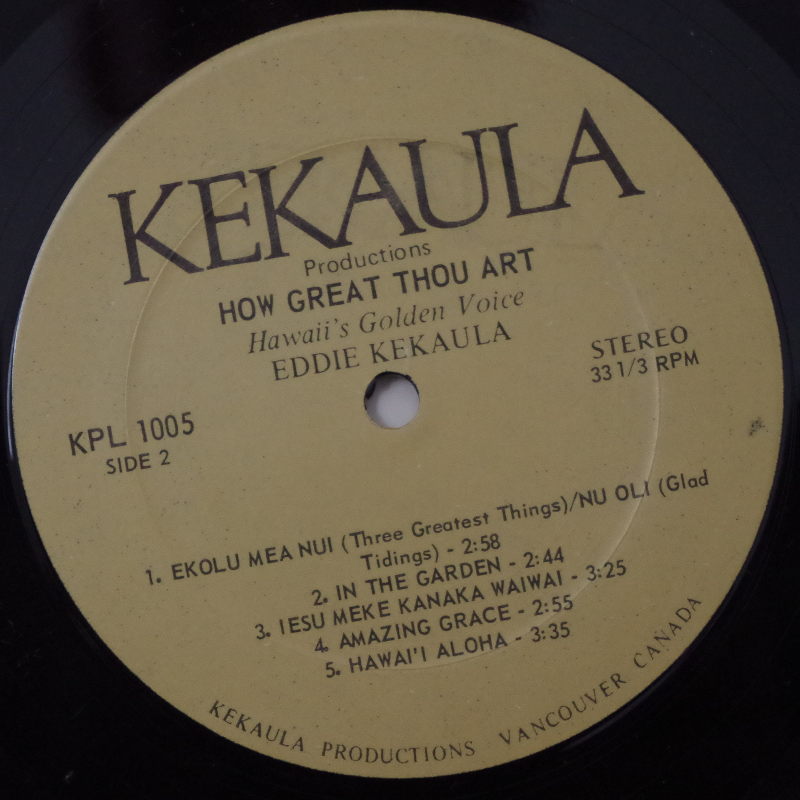 KEKAULA
Productions
HOW GREAT THOU ART
Hawaii's Golden Voice
EDDIE KEKAULA
STEREO
33 1/3 RPM
KPL 1005
SIDE 2
1. EKOLU MEA NUI (Three Greatest Things)/NU OLI (Glad
Tidings) - 2:58
2. IN THE GARDEN - 2:44
3. IESU MEKE KANAKA WAIWAI - 3:25
4. AMAZING GRACE - 2:55
5. HAWAI'I ALOHA - 3:35
KEKAULA PRODUCTIONS VANCOUVER CANADA